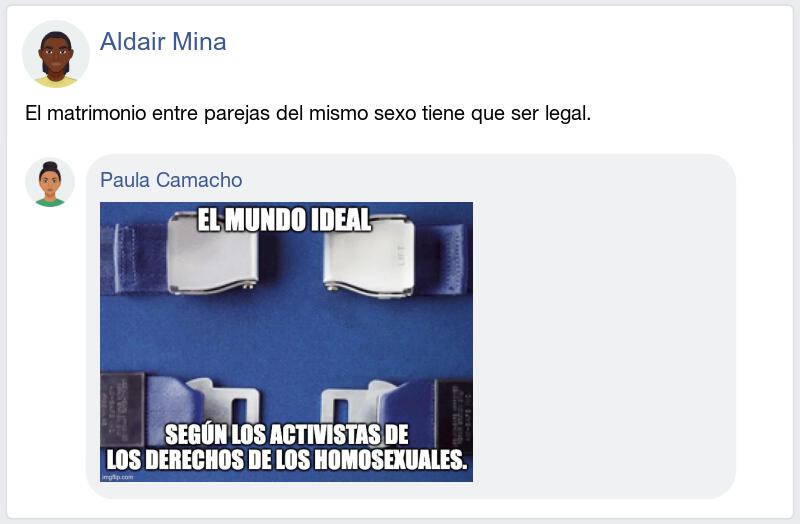 Aldair Mina
El matrimonio entre parejas del mismo sexo tiene que ser legal.
Paula Camacho
EL MUNDO IDEAL
LIFT
SEGÚN LOS ACTIVISTAS DE
LOS DERECHOS DE LOS HOMOSEXUALES.
imgflip.com